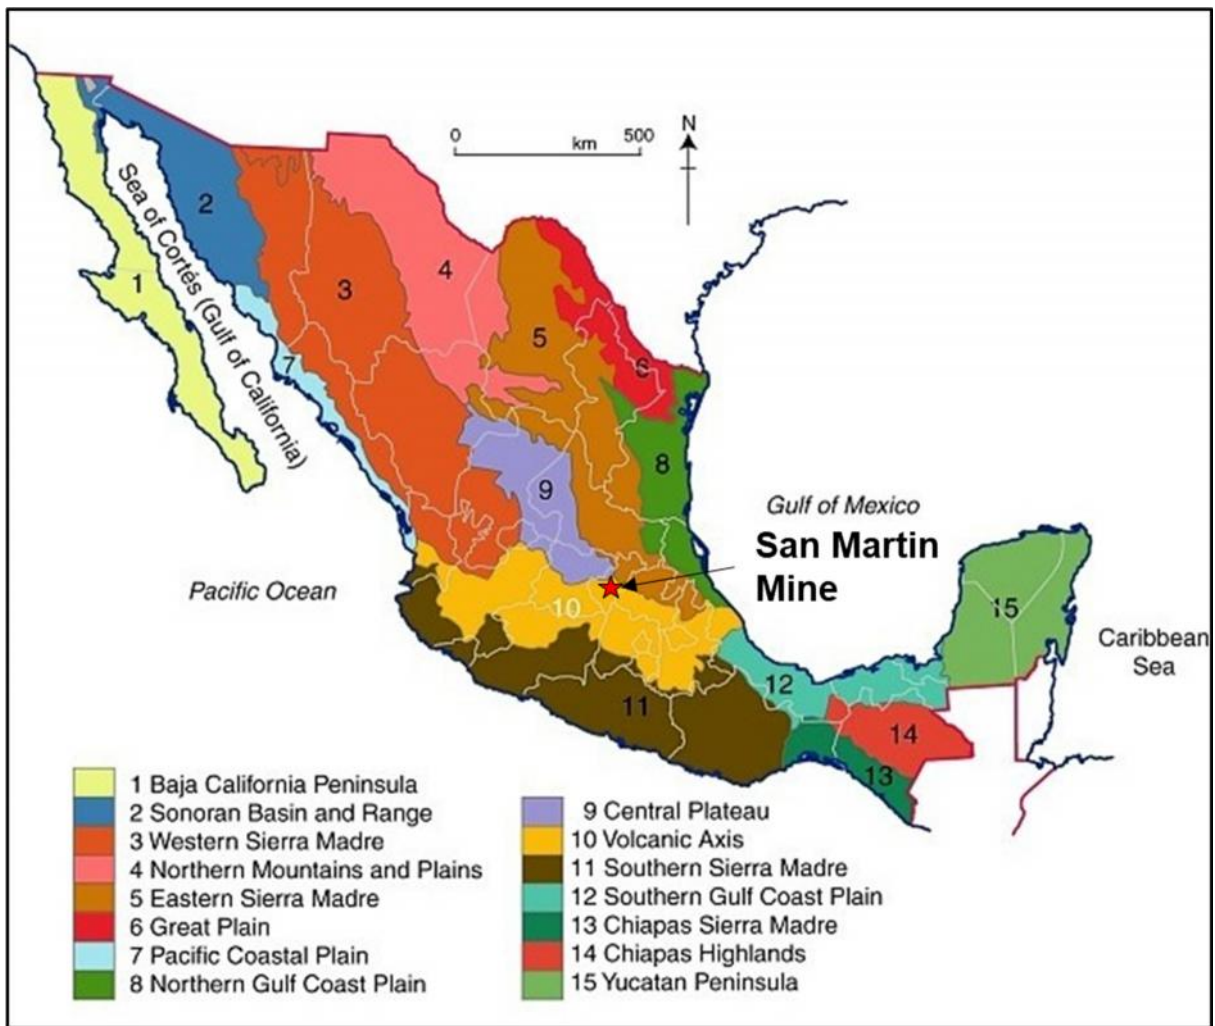 0 500
km
N
Sea of Cortés (Gulf of California)
1
2
3
4
5
6
7
8
9
10
11
12
13
14
15
Gulf of Mexico
San Martin
Mine
Pacific Ocean
Caribbean
Sea
1 Baja California Peninsula
2 Sonoran Basin and Range
3 Western Sierra Madre
4 Northern Mountains and Plains
5 Eastern Sierra Madre
6 Great Plain
7 Pacific Coastal Plain
8 Northern Gulf Coast Plain
9 Central Plateau
10 Volcanic Axis
11 Southern Sierra Madre
12 Southern Gulf Coast Plain
13 Chiapas Sierra Madre
14 Chiapas Highlands
15 Yucatan Peninsula